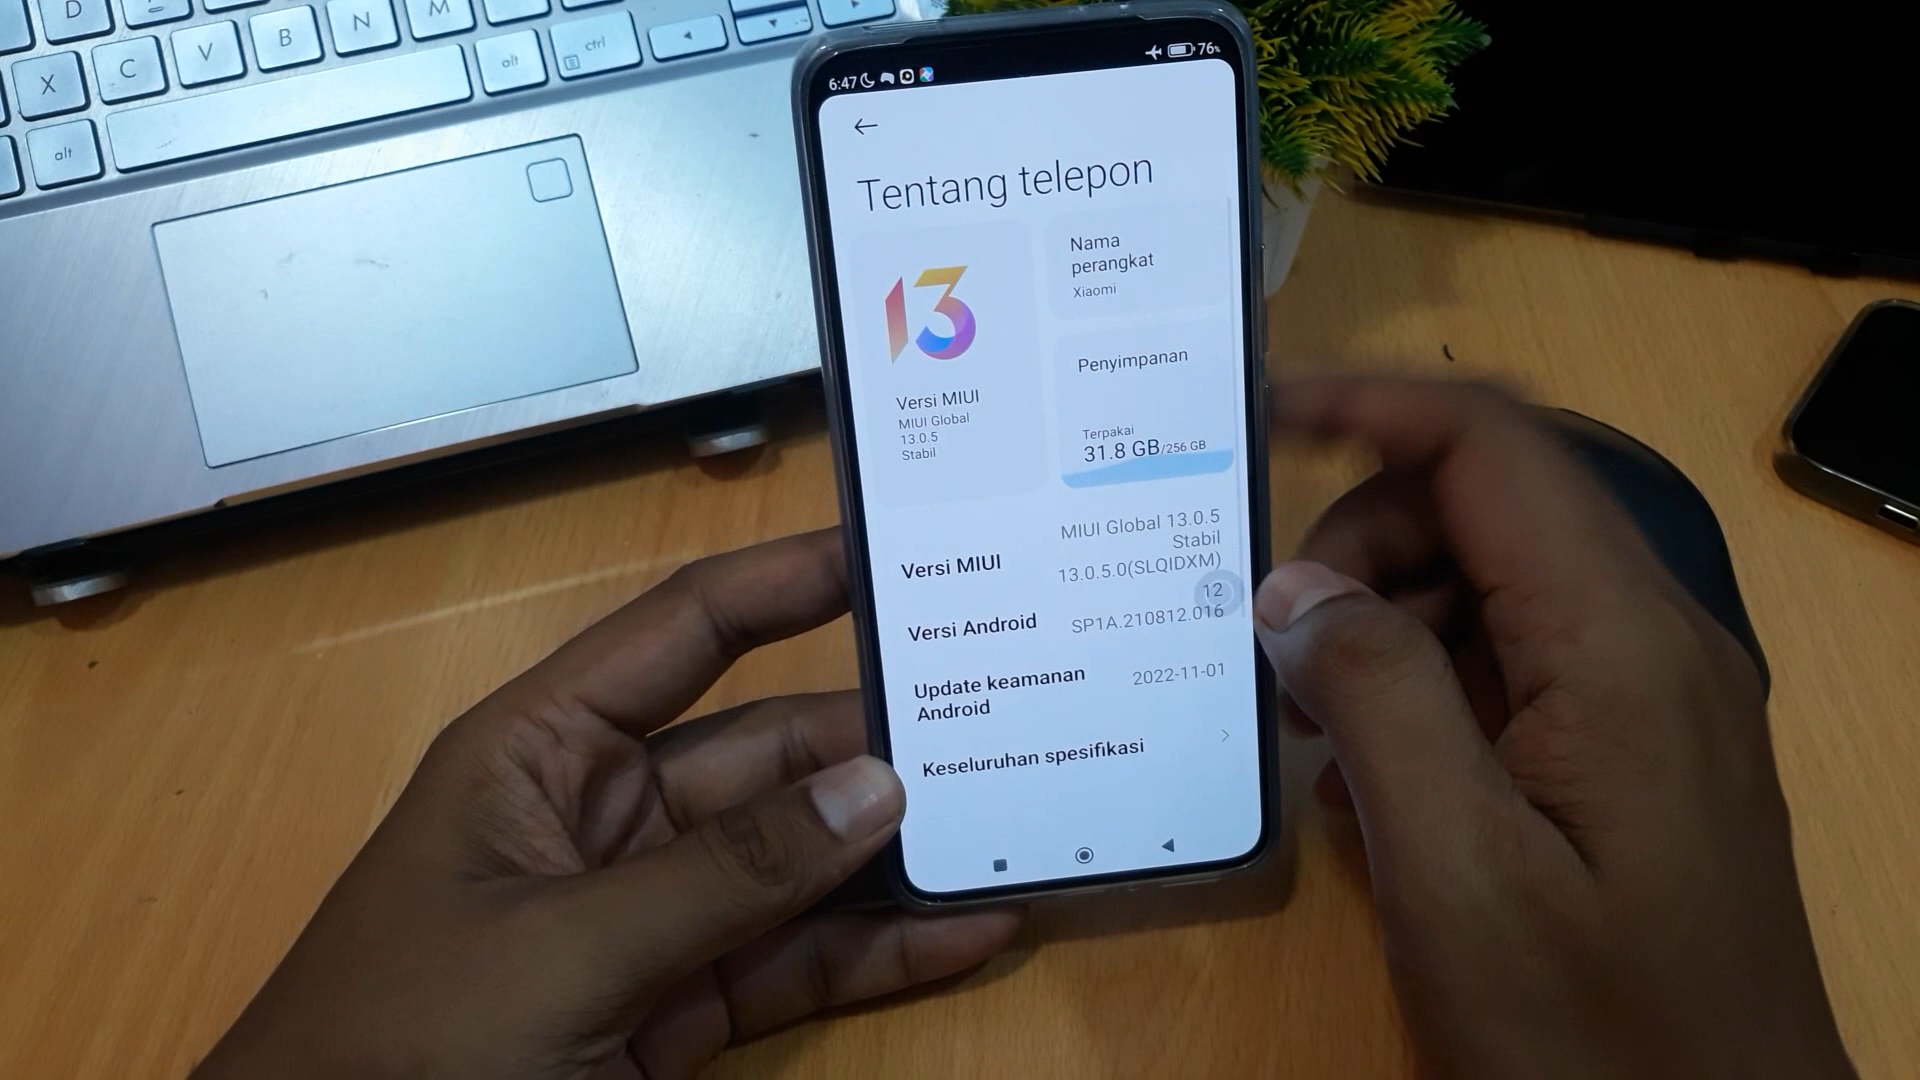 D
M
X
C
V
B
N
alt
ctrl
alt
6:47
76%
Tentang telepon
13
Versi MIUI
MIUI Global
13.0.5
Stabil
Nama
perangkat
Xiaomi
Penyimpanan
Terpakai
31.8 GB/256 GB
Versi MIUI
MIUI Global 13.0.5
Stabil
13.0.5.0(SLQIDXM)
Versi Android
12
SP1A.210812.016
Update keamanan
Android
2022-11-01
Keseluruhan spesifikasi